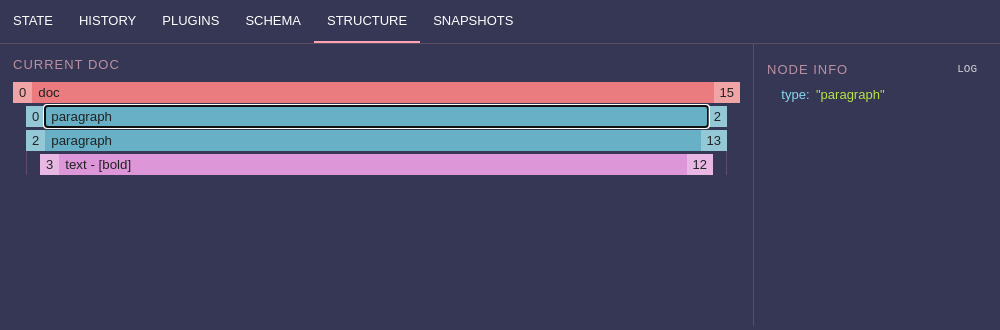 STATE HISTORY PLUGINS SCHEMA STRUCTURE SNAPSHOTS
CURRENT DOC
0 doc 15
0 paragraph 2
2 paragraph 13
3 text - [bold] 12
NODE INFO LOG
type: "paragraph"